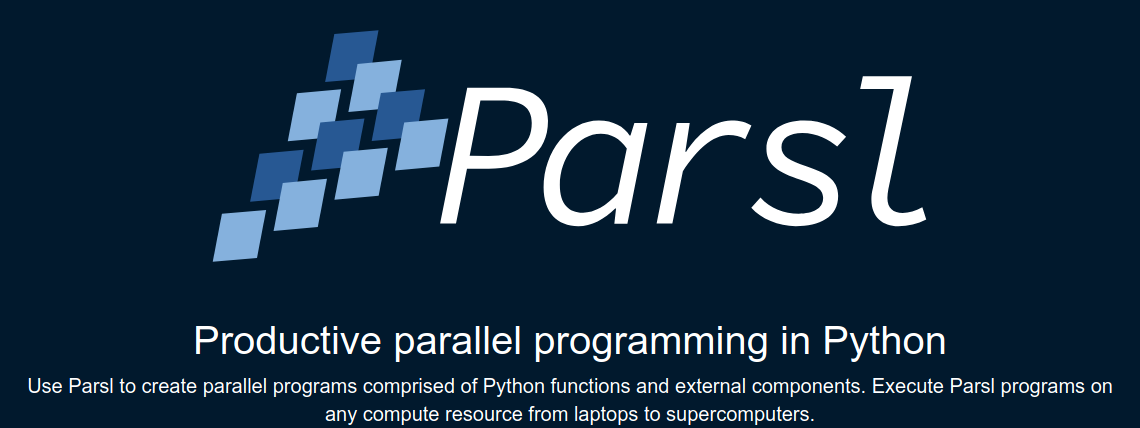 Parsl
Productive parallel programming in Python
Use Parsl to create parallel programs comprised of Python functions and external components. Execute Parsl programs on
any compute resource from laptops to supercomputers.